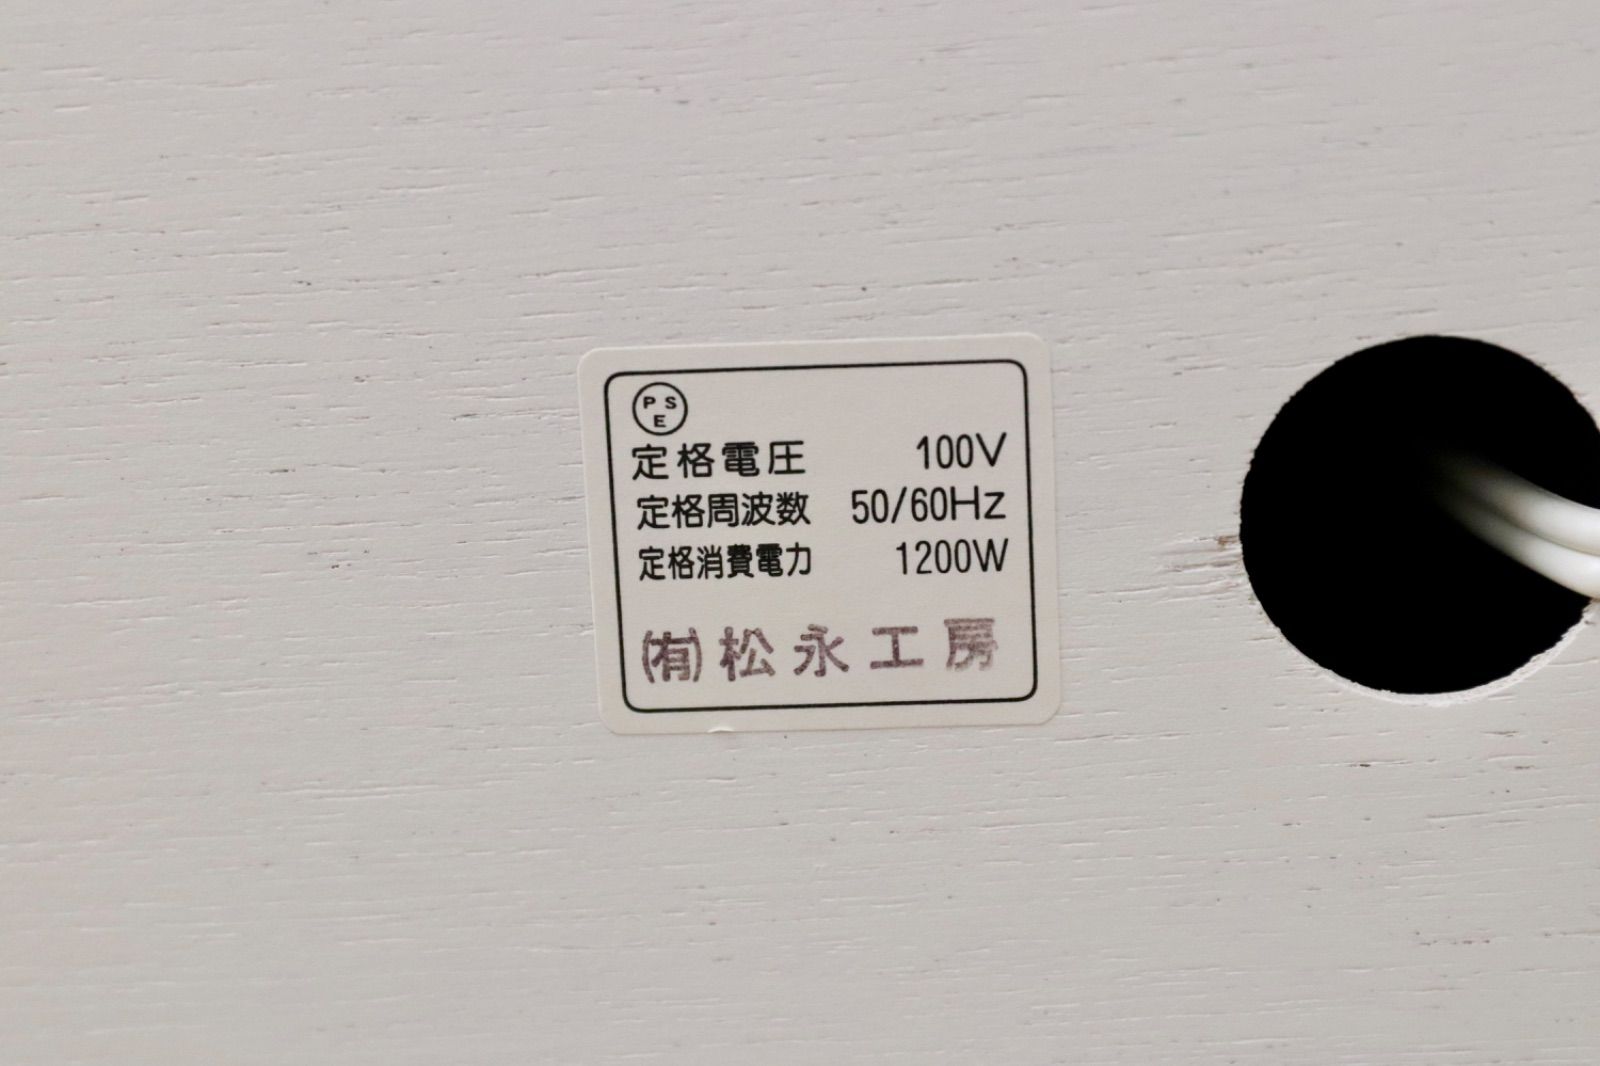 PSE
定格電圧 100V
定格周波数 50/60Hz
定格消費電力 1200W
(有)松永工房